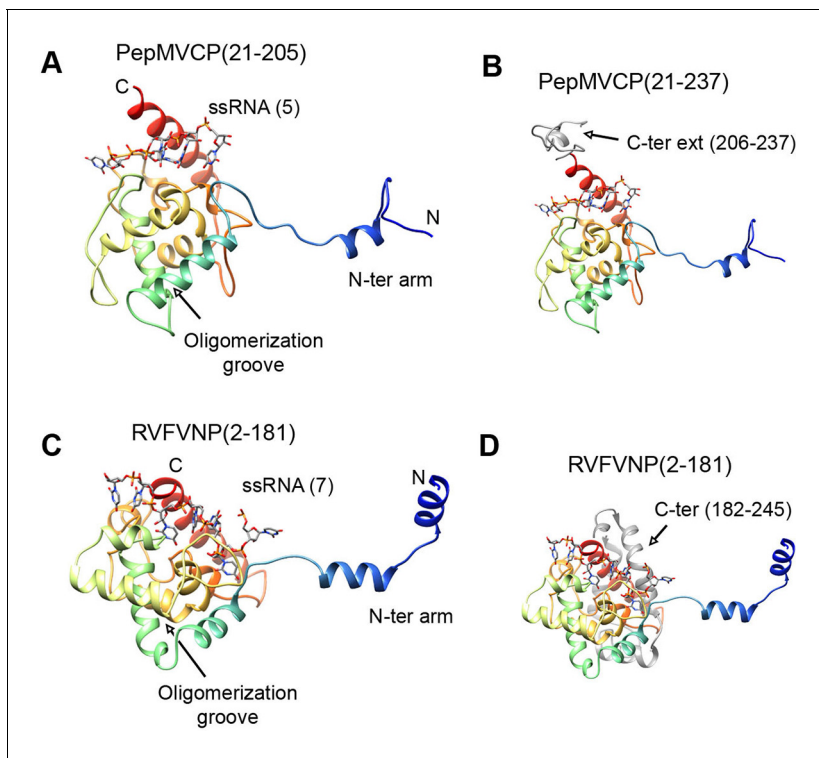 A
PepMVCP(21-205)
C
ssRNA (5)
N
N-ter arm
Oligomerization
groove
B
PepMVCP(21-237)
C-ter ext (206-237)
C
RVFVNP(2-181)
C
ssRNA (7)
N
N-ter arm
Oligomerization
groove
D
RVFVNP(2-181)
C-ter (182-245)